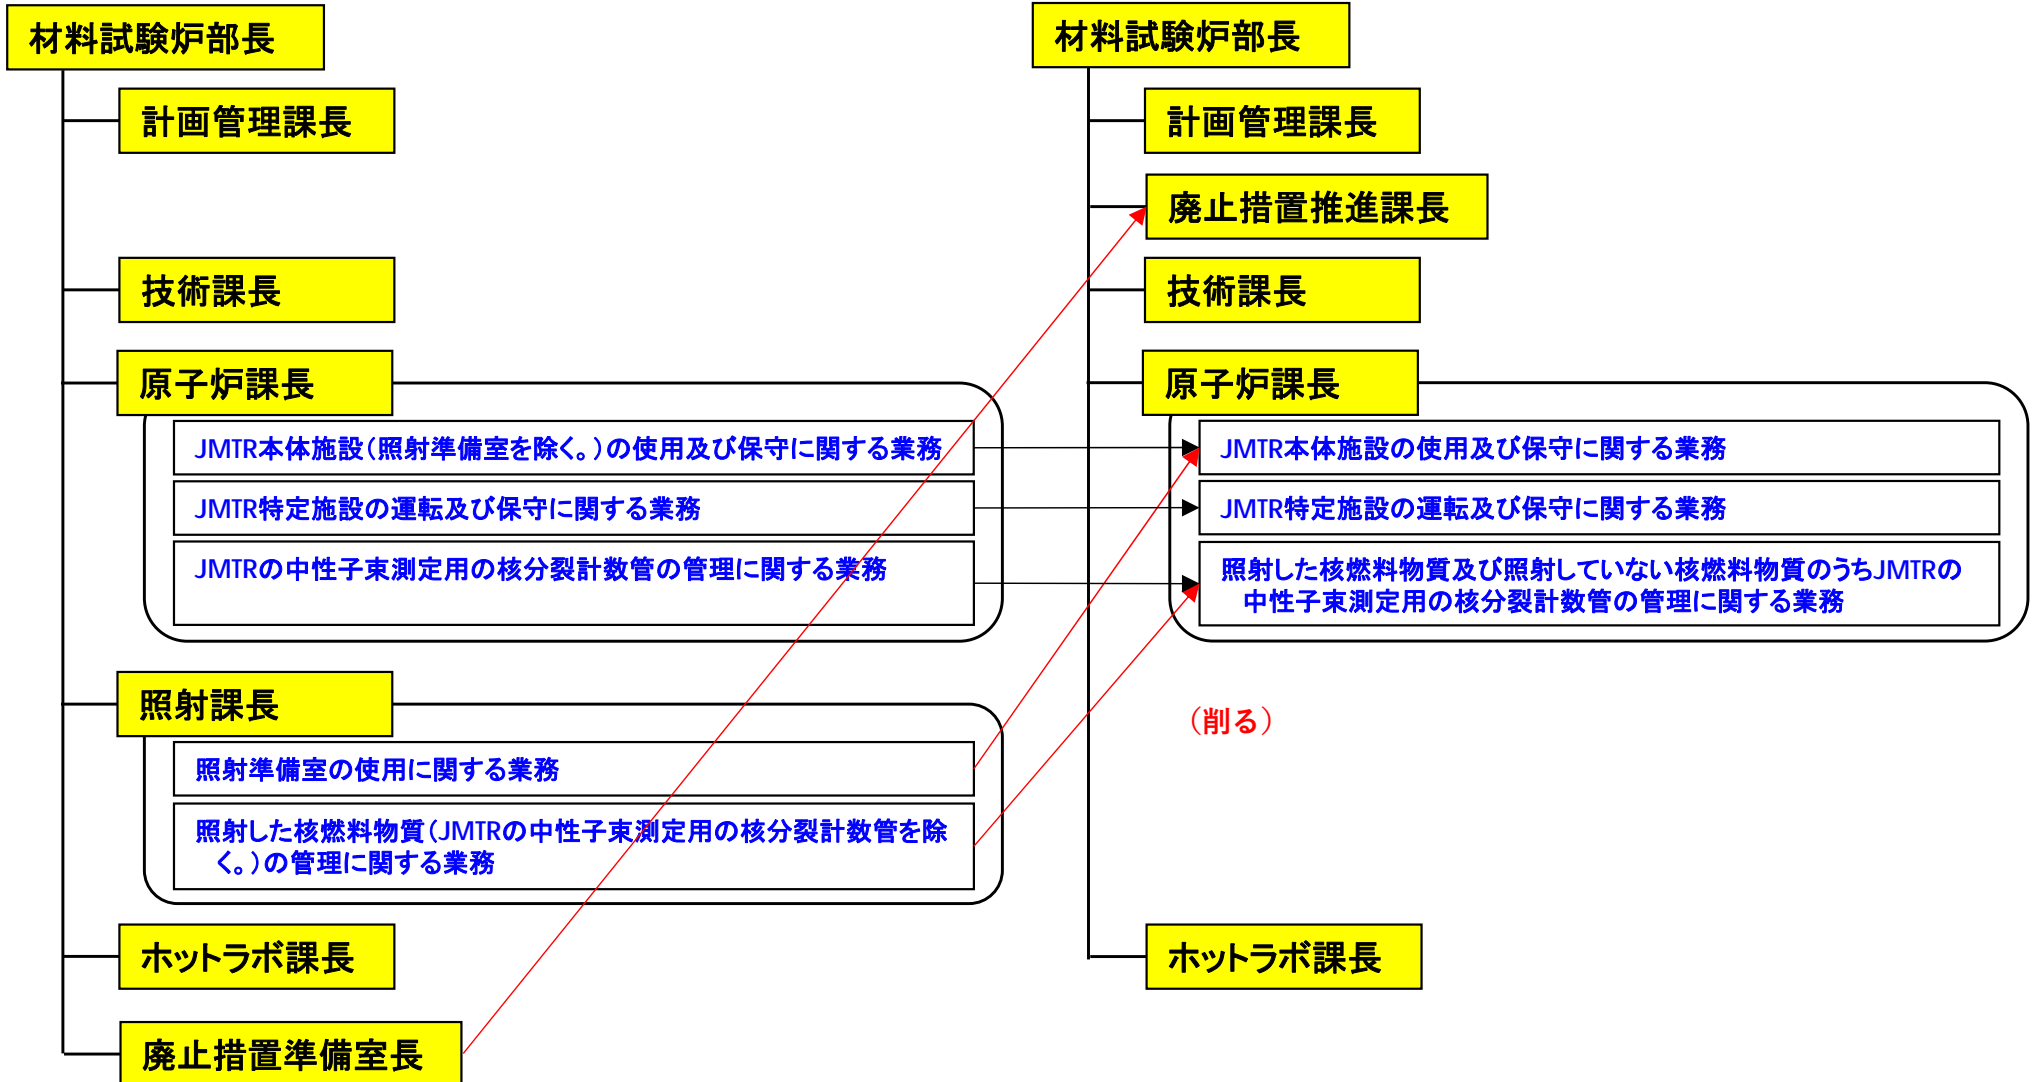 材料試験炉部長
計画管理課長
技術課長
原子炉課長
JMTR本体施設（照射準備室を除く。）の使用及び保守に関する業務
JMTR特定施設の運転及び保守に関する業務
JMTRの中性子束測定用の核分裂計数管の管理に関する業務
照射課長
照射準備室の使用に関する業務
照射した核燃料物質（JMTRの中性子束測定用の核分裂計数管を除
く。）の管理に関する業務
ホットラボ課長
廃止措置準備室長
材料試験炉部長
計画管理課長
廃止措置推進課長
技術課長
原子炉課長
JMTR本体施設の使用及び保守に関する業務
JMTR特定施設の運転及び保守に関する業務
照射した核燃料物質及び照射していない核燃料物質のうちJMTRの
中性子束測定用の核分裂計数管の管理に関する業務
（削る）
ホットラボ課長